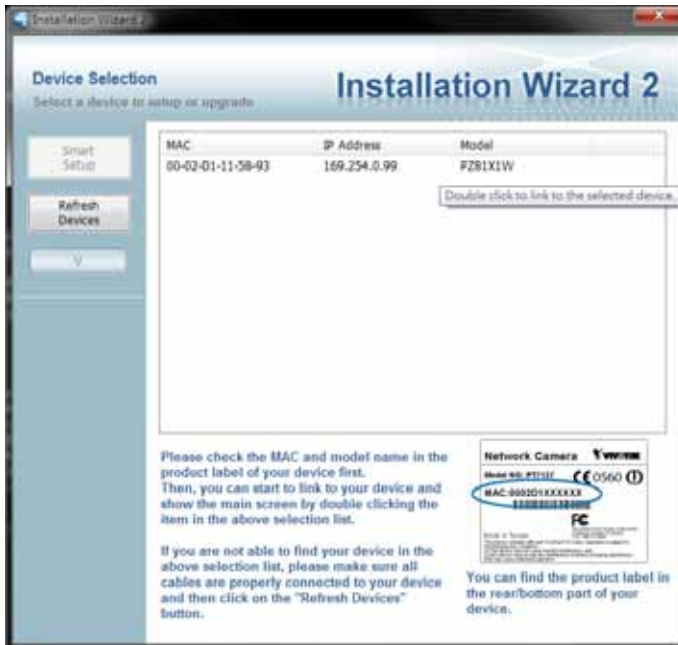 Installation Wizard 2
Device Selection
Select a device to setup or upgrade
Installation Wizard 2
Smart
Setup
Refresh
Devices
V
MAC IP Address Model
00-02-D1-11-5B-93 169.254.0.99 PZ81X1W
Double click to link to the selected device.
Please check the MAC and model name in the
product label of your device first.
Then, you can start to link to your device and
show the main screen by double clicking the
item in the above selection list.
If you are not able to find your device in the
above selection list, please make sure all
cables are properly connected to your device
and then click on the "Refresh Devices"
button.
Network Camera VIVOTEK
Model NO:
0560
MAC:0002D1XXXXXX
FC
You can find the product label in
the rear/bottom part of your
device.